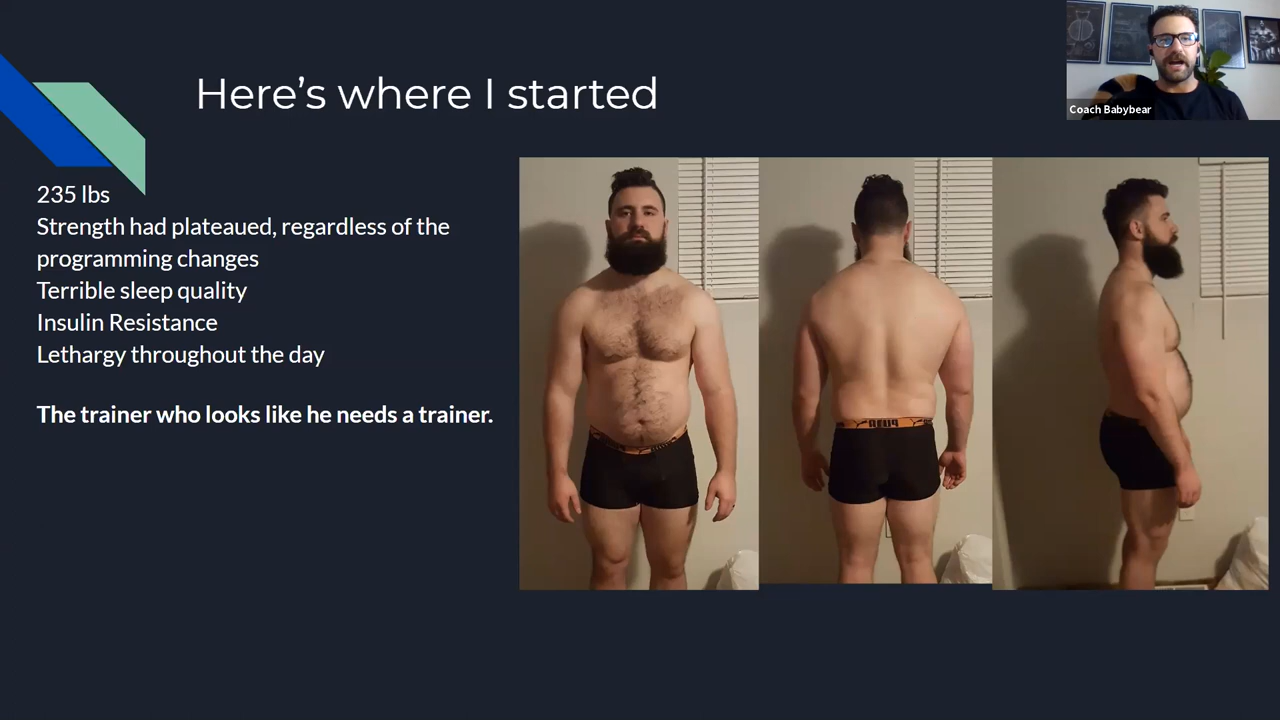 Here's where I started
Coach Babybear
235 lbs
Strength had plateaued, regardless of the
programming changes
Terrible sleep quality
Insulin Resistance
Lethargy throughout the day
The trainer who looks like he needs a trainer.